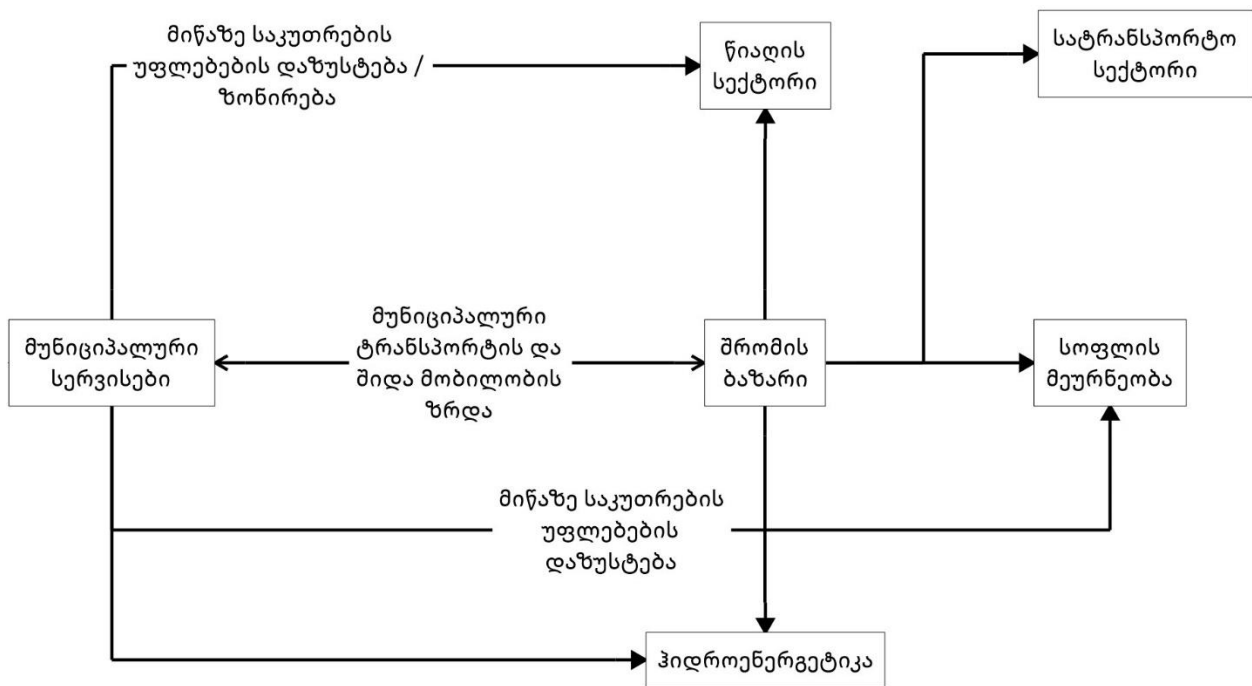 მიწაზე საკუთრების
უფლებების დაზუსტება /
ზონირება
წიაღის
სექტორი
სატრანსპორტო
სექტორი
მუნიციპალური
სერვისები
მუნიციპალური
ტრანსპორტის და
შიდა მობილობის
ზრდა
შრომის
ბაზარი
სოფლის
მეურნეობა
მიწაზე საკუთრების
უფლებების
დაზუსტება
ჰიდროენერგეტიკა